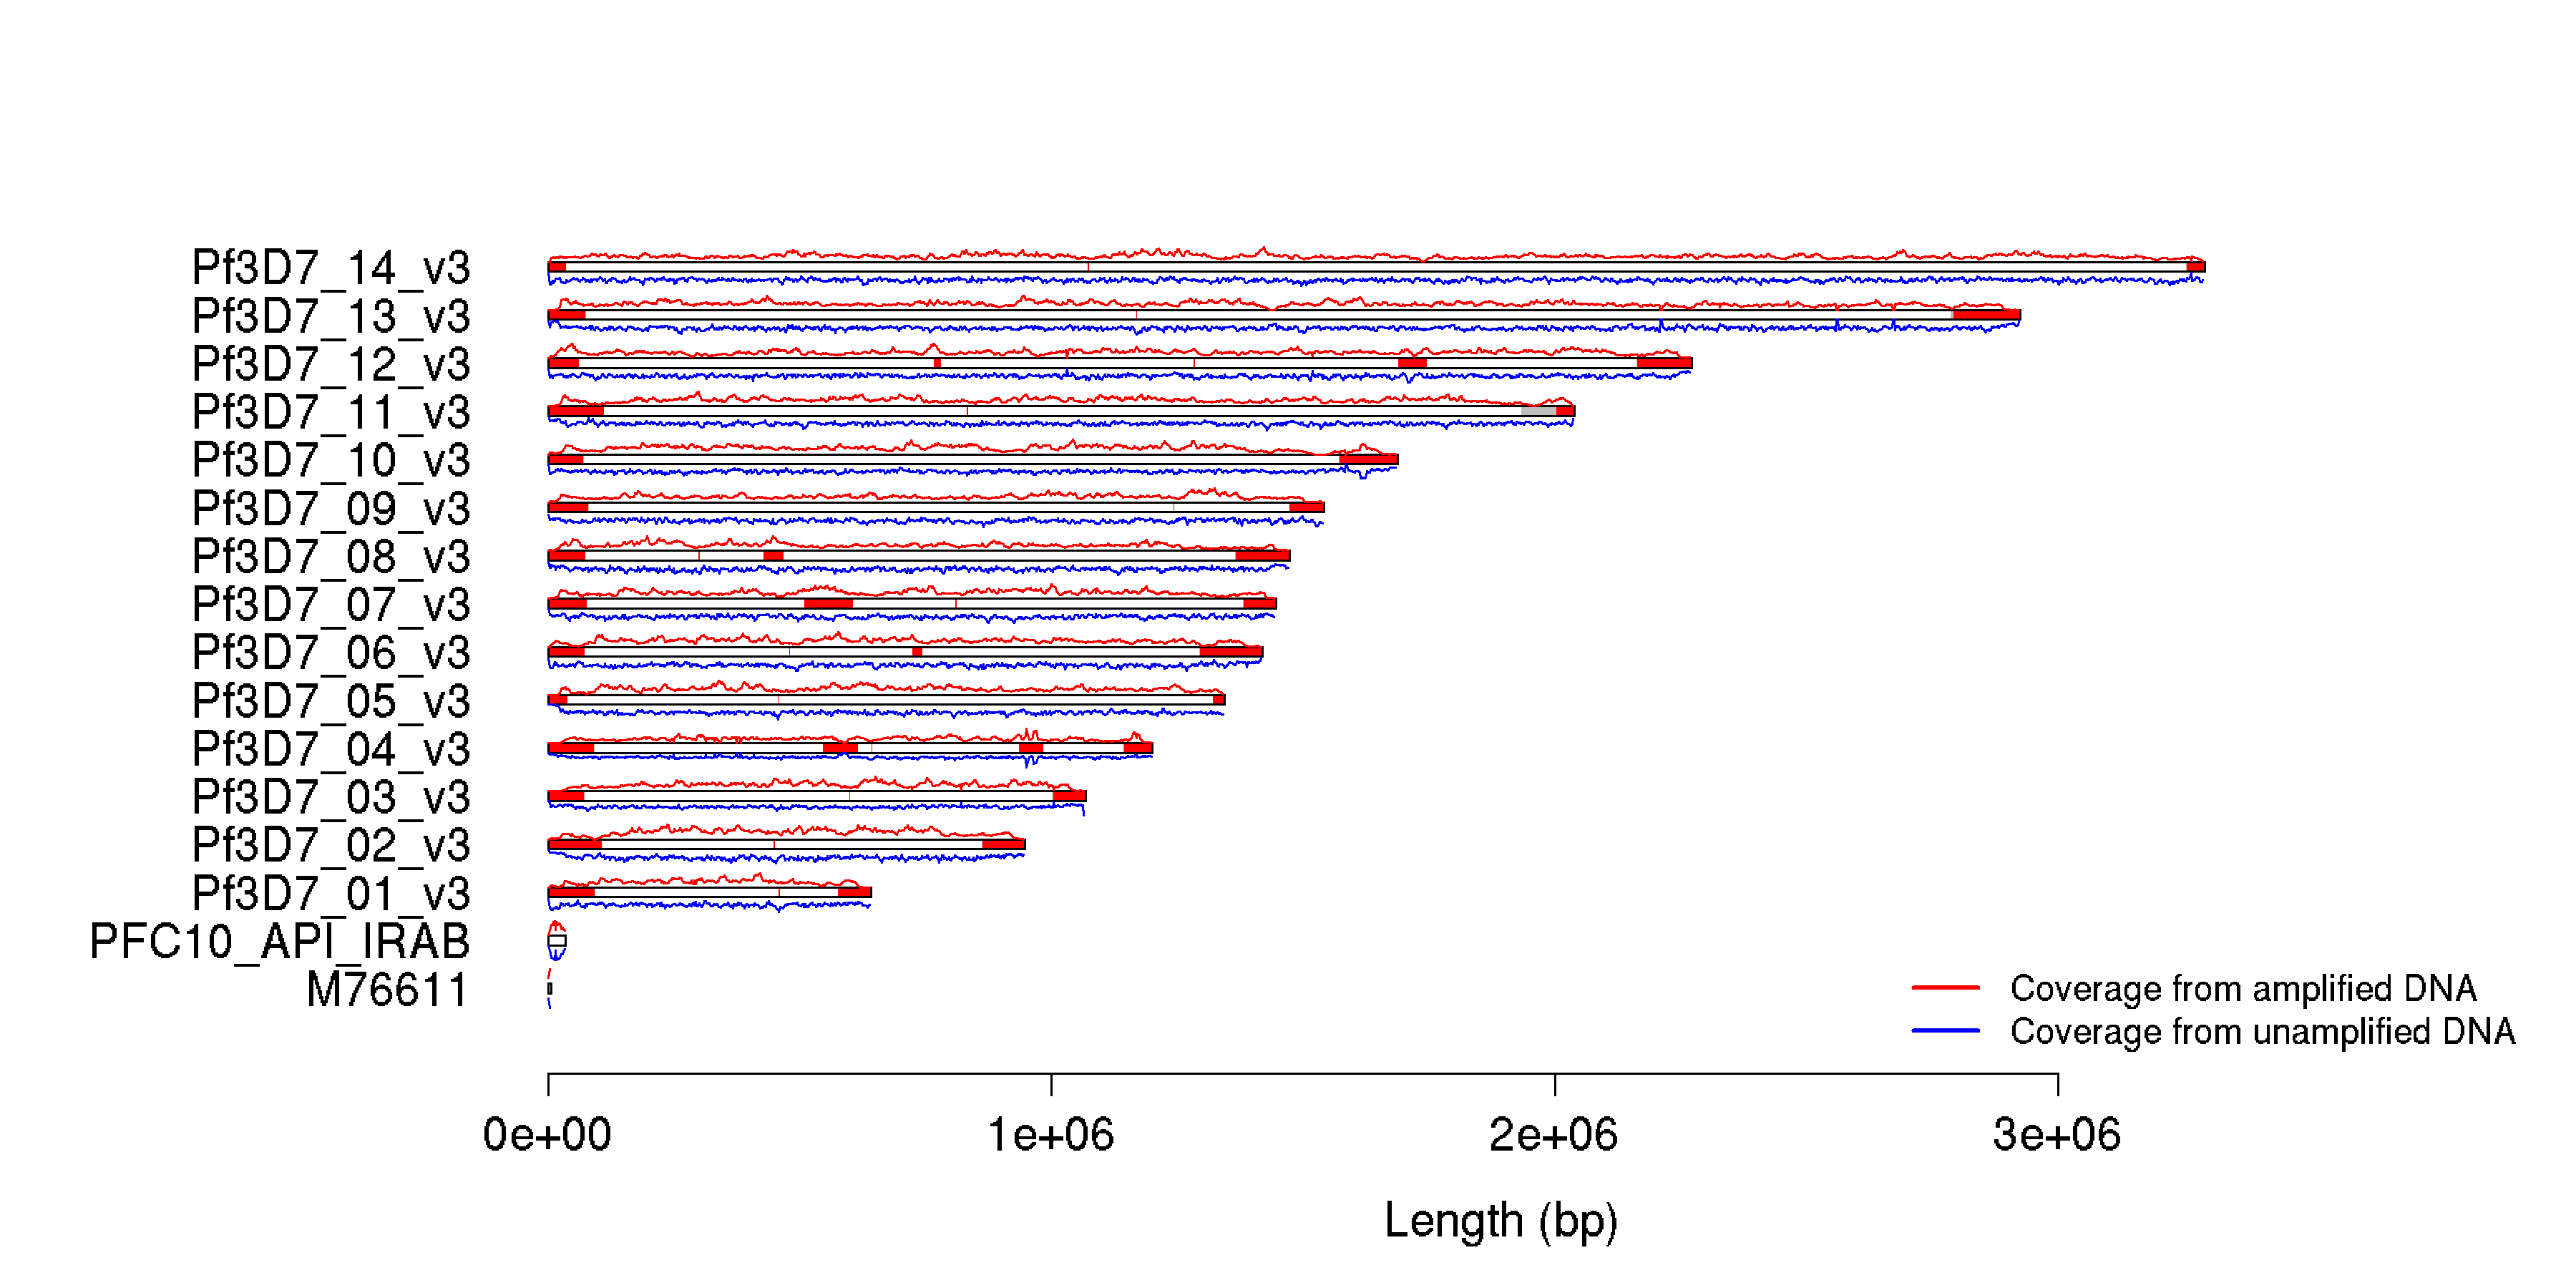 Pf3D7_14_v3
Pf3D7_13_v3
Pf3D7_12_v3
Pf3D7_11_v3
Pf3D7_10_v3
Pf3D7_09_v3
Pf3D7_08_v3
Pf3D7_07_v3
Pf3D7_06_v3
Pf3D7_05_v3
Pf3D7_04_v3
Pf3D7_03_v3
Pf3D7_02_v3
Pf3D7_01_v3
PFC10_API_IRAB
M76611
Coverage from amplified DNA
Coverage from unamplified DNA
0e+00 1e+06 2e+06 3e+06
Length (bp)